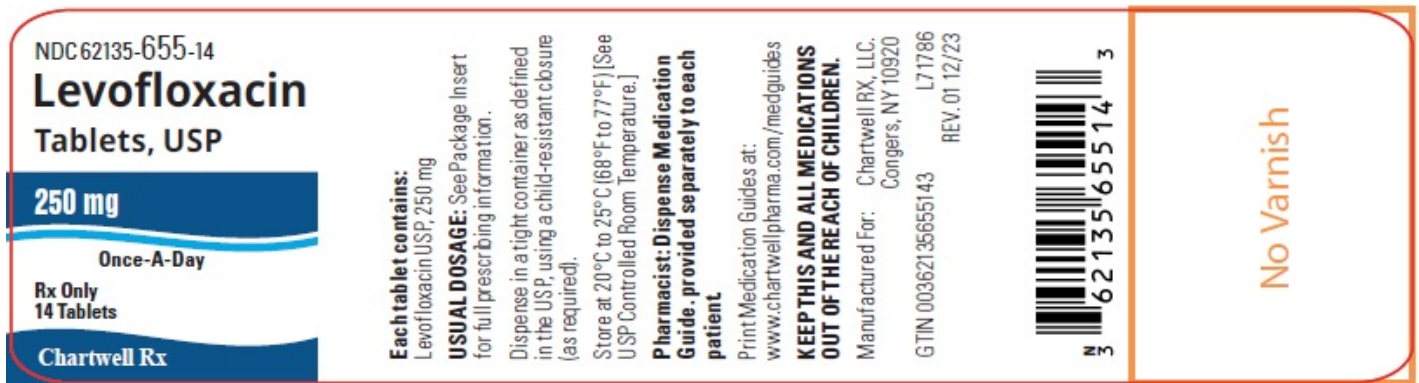 NDC 62135-655-14
Levofloxacin
Tablets, USP
250 mg
Once-A-Day
Rx Only
14 Tablets
Chartwell Rx
Each tablet contains:
Levofloxacin USP, 250 mg
USUAL DOSAGE: See Package Insert
for full prescribing information.
Dispense in a tight container as defined
in the USP, using a child-resistant closure
(as required).
Store at 20°C to 25°C (68°F to 77°F) [See
USP Controlled Room Temperature.]
Pharmacist: Dispense Medication
Guide. provided separately to each
patient.
Print Medication Guides at:
www.chartwellpharma.com/medguides
KEEP THIS AND ALL MEDICATIONS
OUT OF THE REACH OF CHILDREN.
Manufactured For: Chartwell RX, LLC.
Congers, NY 10920
GTIN 00362135655143 L71786
REV. 01 12/23
N
3 62135 65514 3
No Varnish